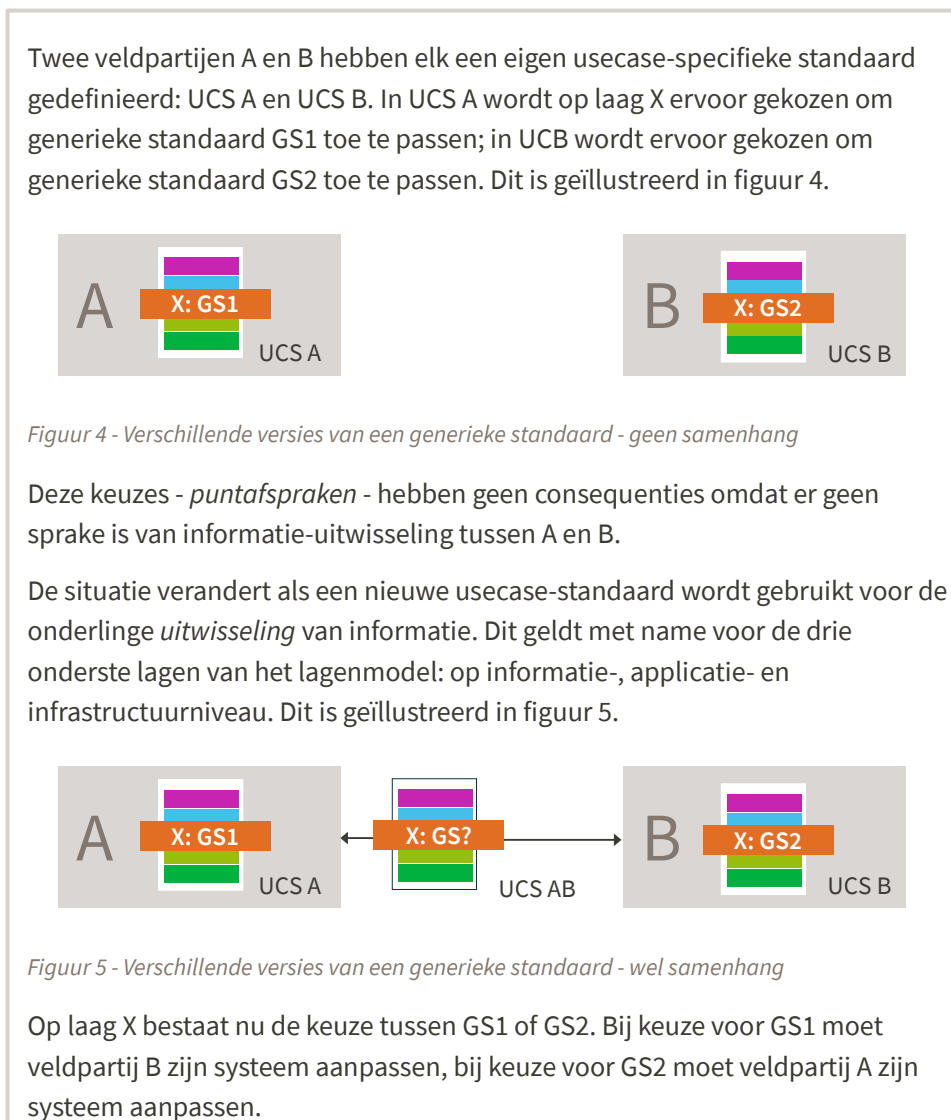 Twee veldpartijen A en B hebben elk een eigen usecase-specifieke standaard
gedefinieerd: UCS A en UCS B. In UCS A wordt op laag X ervoor gekozen om
generieke standaard GS1 toe te passen; in UCB wordt ervoor gekozen om
generieke standaard GS2 toe te passen. Dit is geïllustreerd in figuur 4.
A
X: GS1
UCS A
B
X: GS2
UCS B
Figuur 4 - Verschillende versies van een generieke standaard - geen samenhang
Deze keuzes - puntafspraken - hebben geen consequenties omdat er geen
sprake is van informatie-uitwisseling tussen A en B.
De situatie verandert als een nieuwe usecase-standaard wordt gebruikt voor de
onderlinge uitwisseling van informatie. Dit geldt met name voor de drie
onderste lagen van het lagenmodel: op informatie-, applicatie- en
infrastructuurniveau. Dit is geïllustreerd in figuur 5.
A
X: GS1
UCS A
X: GS?
UCS AB
B
X: GS2
UCS B
Figuur 5 - Verschillende versies van een generieke standaard - wel samenhang
Op laag X bestaat nu de keuze tussen GS1 of GS2. Bij keuze voor GS1 moet
veldpartij B zijn systeem aanpassen, bij keuze voor GS2 moet veldpartij A zijn
systeem aanpassen.